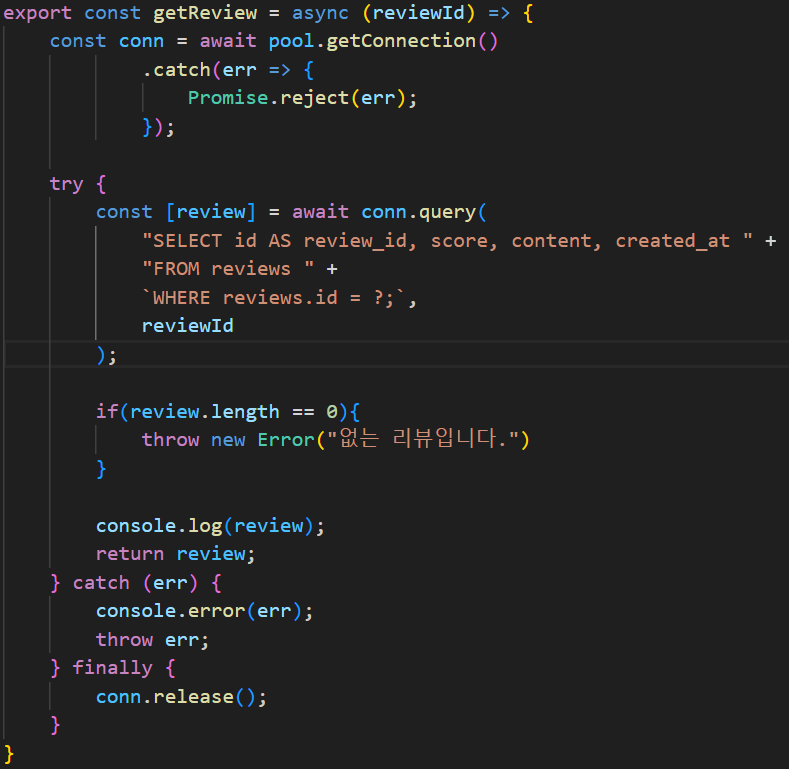 export const getReview = async (reviewId) => {
    const conn = await pool.getConnection()
            .catch(err => {
                Promise.reject(err);
            });

    try {
        const [review] = await conn.query(
            "SELECT id AS review_id, score, content, created_at " +
            "FROM reviews " +
            `WHERE reviews.id = ?;`,
            reviewId
        );

        if(review.length == 0){
            throw new Error("없는 리뷰입니다.")
        }

        console.log(review);
        return review;
    } catch (err) {
        console.error(err);
        throw err;
    } finally {
        conn.release();
    }
}